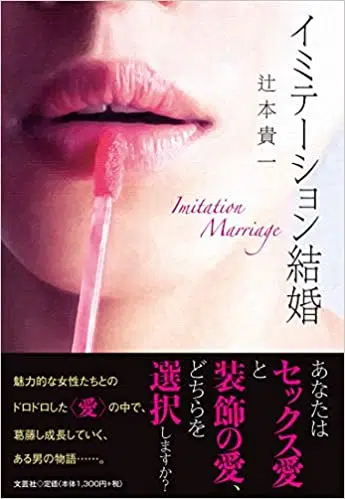 イミテーション結婚
辻本貴一
Imitation
Marriage
あなたは
セックス愛
と
装飾の愛、
どちらを
選択しますか?
魅力的な女性たちとの
ドロドロした〈愛〉の中で、
葛藤し成長していく、
ある男の物語……。
文芸社◇定価(本体1,300円+税)